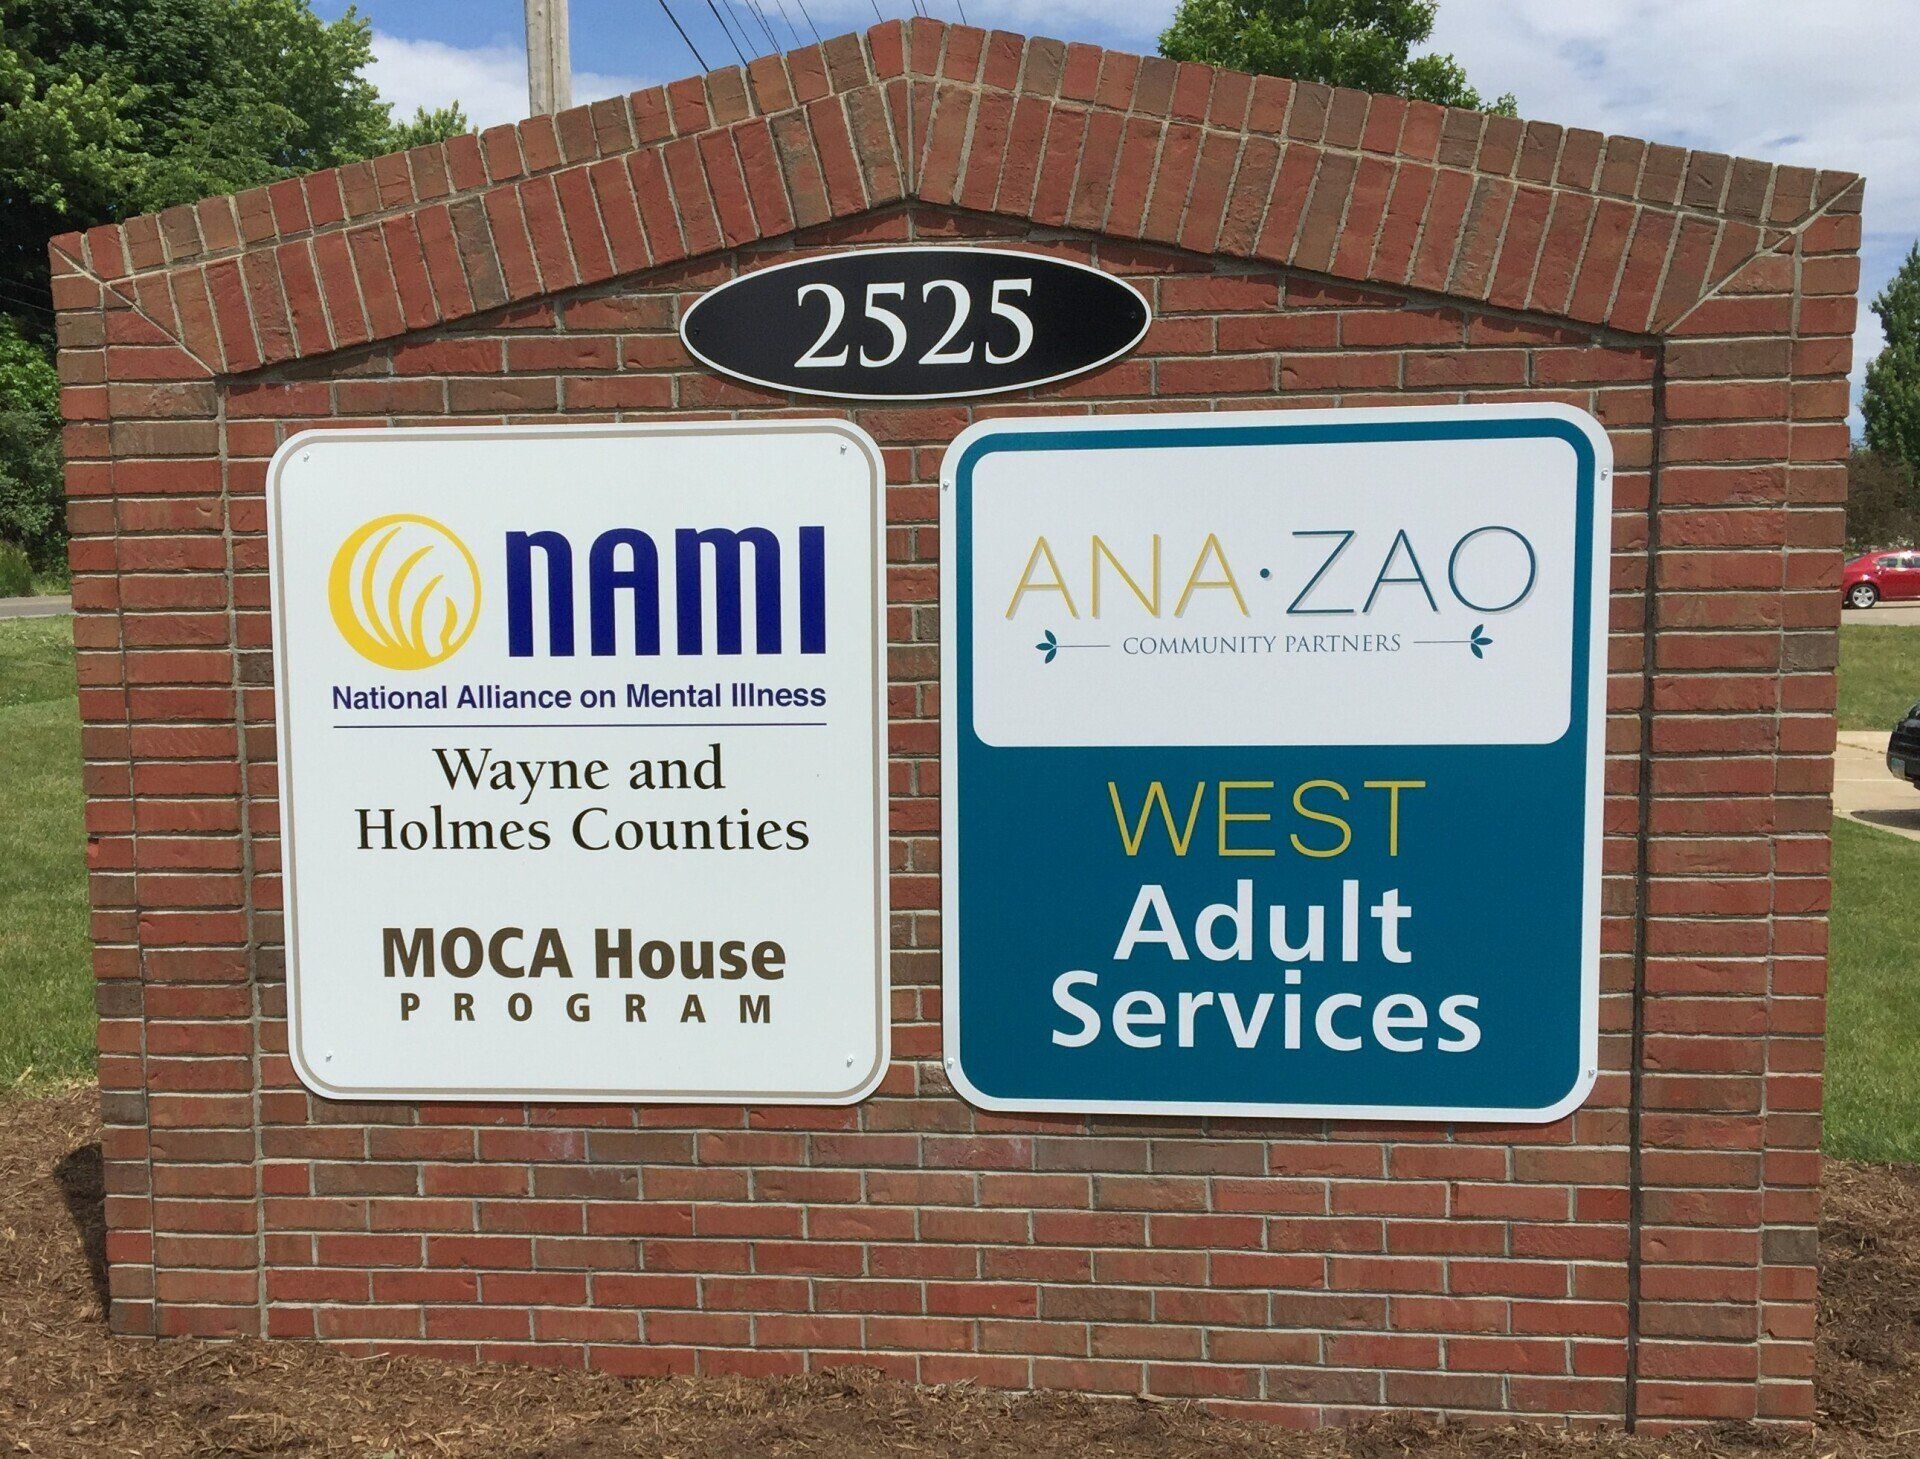 2525
NAMI
National Alliance on Mental Illness
Wayne and
Holmes Counties
MOCA House
PROGRAM
ANA·ZAO
COMMUNITY PARTNERS
WEST
Adult
Services